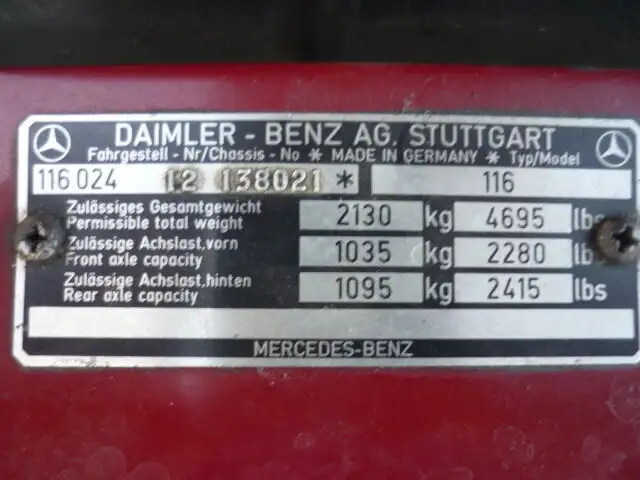 DAIMLER - BENZ AG. STUTTGART
Fahrgestell - Nr/Chassis - No * MADE IN GERMANY * Typ/Model
116 024 12 138021 * 116
Zulässiges Gesamtgewicht
Permissible total weight
2130 kg 4695 lbs
Zulässige Achslast,vorn
Front axle capacity
1035 kg 2280 lb
Zulässige Achslast,hinten
Rear axle capacity
1095 kg 2415 lbs
MERCEDES-BENZ